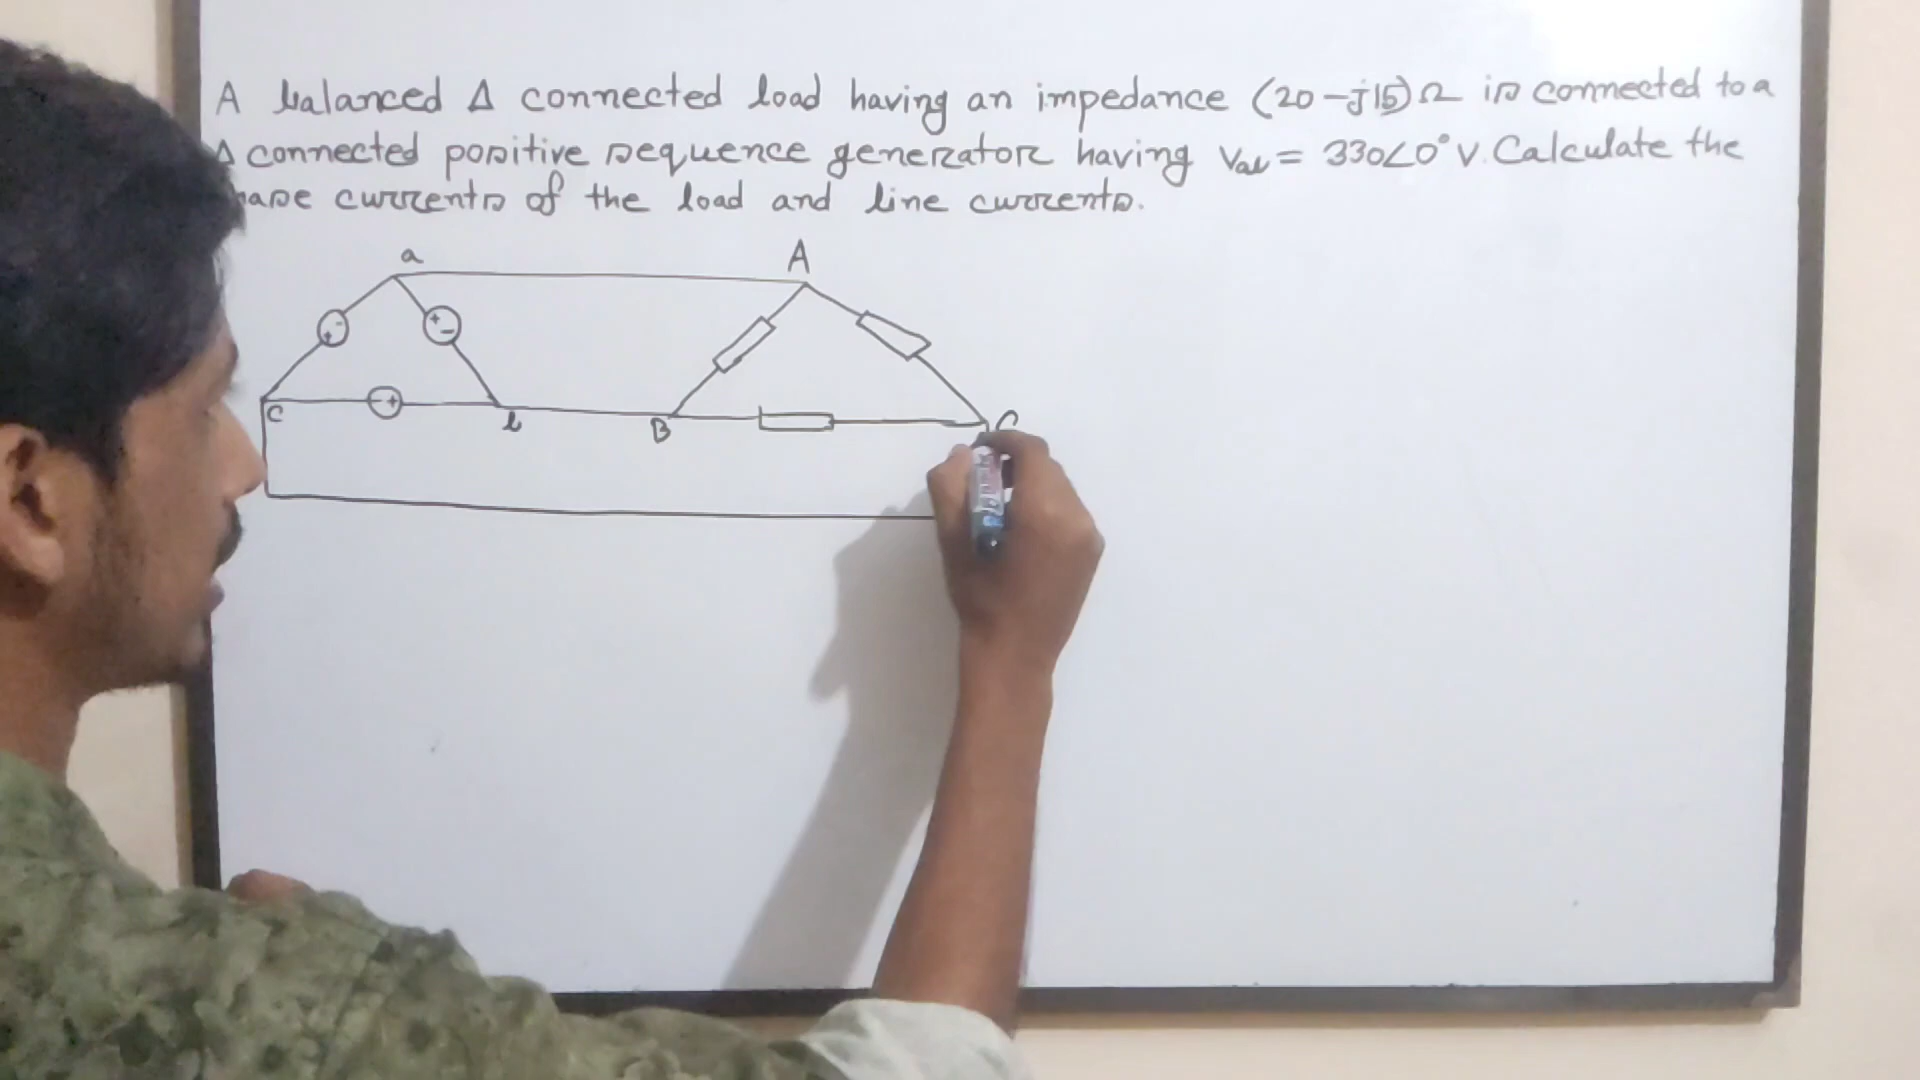 A balanced Δ connected load having an impedance (20-j15)Ω is connected to a
Δ connected positive sequence generator having Vab = 330∠0° V. Calculate the
currents of the load and line currents.
a
A
+ -
+ -
- +
c
b
B
C